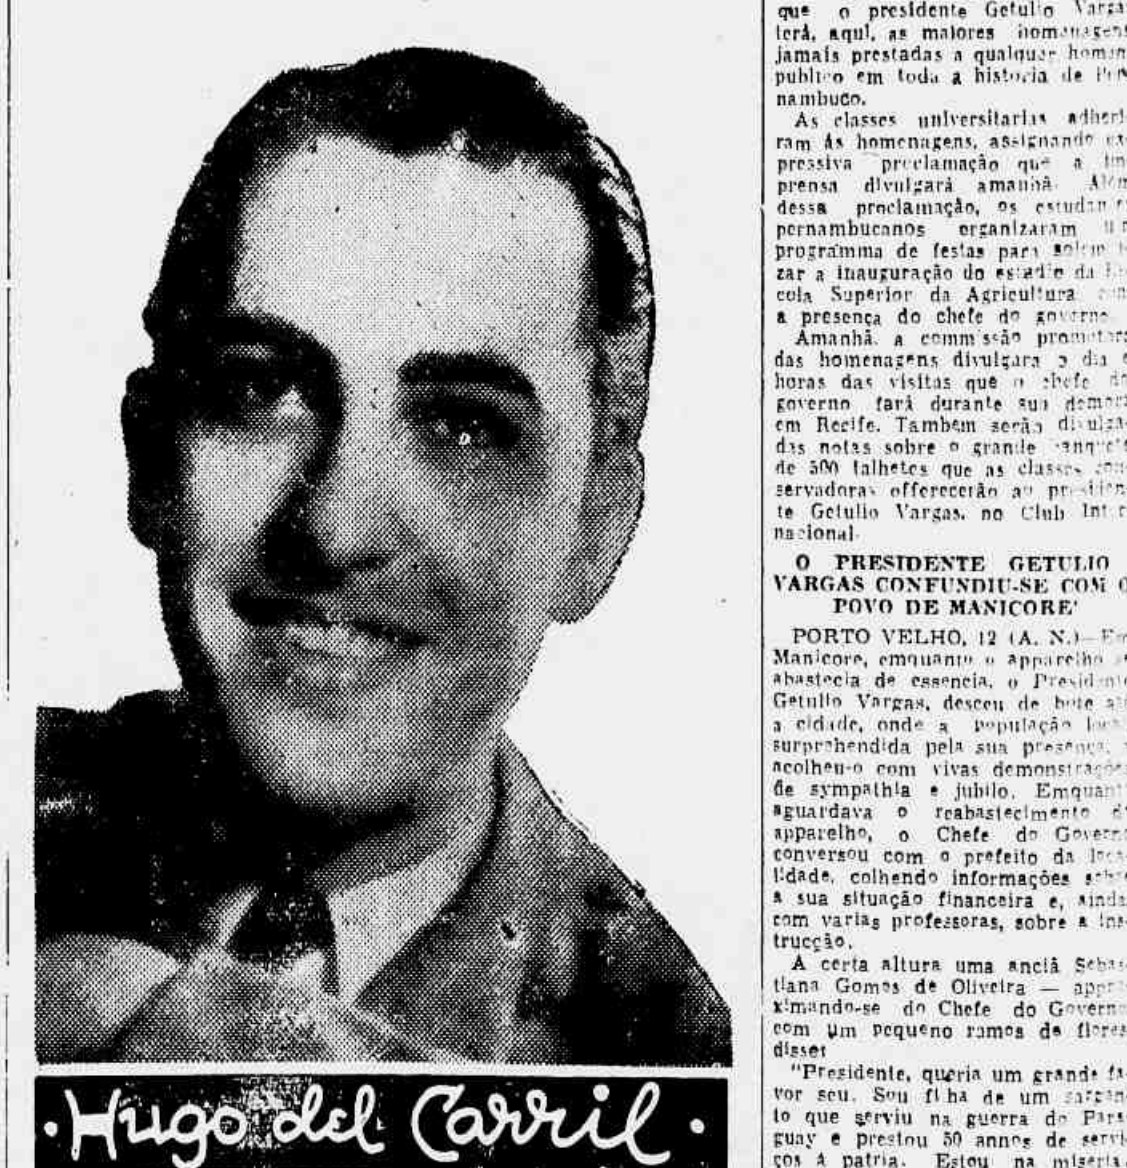 · Hugo del Carril ·
que o presidente Getulio Vargas
terá, aqui, as maiores homenagens
jamais prestadas a qualquer homem
publico em toda a historia de Per
nambuco.
As classes universitarias adheri
ram ás homenagens, assignando ex
pressiva proclamação que a im
prensa divulgará amanhã. Além
dessa proclamação, os estudantes
pernambucanos organizaram um
programma de festas para solemni
zar a inauguração do estadio da Es
cola Superior da Agricultura com
a presença do chefe do governo.
Amanhã, a commissão promotora
das homenagens divulgara o dia e
horas das visitas que o chefe do
governo fará durante sua demora
em Recife. Tambem serão divulga-
das notas sobre o grande banquete
de 500 talhetes que as classes con
servadoras offerecerão ao presiden
te Getulio Vargas, no Club Inter
nacional.
O PRESIDENTE GETULIO
VARGAS CONFUNDIU-SE COM O
POVO DE MANICORE'
PORTO VELHO, 12 (A. N.)—Em
Manicore, emquanto o apparelho se
abastecia de essencia, o Presidente
Getulio Vargas, desceu de bote até
a cidade, onde a população local
surprehendida pela sua presença,
acolheu-o com vivas demonstrações
de sympathia e jubilo. Emquanto
aguardava o reabastecimento do
apparelho, o Chefe do Governo
conversou com o prefeito da loca
lidade, colhendo informações sobre
a sua situação financeira e, ainda
com varias professoras, sobre a ins
trucção.
A certa altura uma anciã Sebas
tiana Gomes de Oliveira — appro
ximando-se do Chefe do Governo
com um pequeno ramos de flores
disse:
"Presidente, queria um grande fa-
vor seu. Sou filha de um sargen
to que serviu na guerra do Para
guay e prestou 50 annos de servi
ços á patria. Estou na miseria.